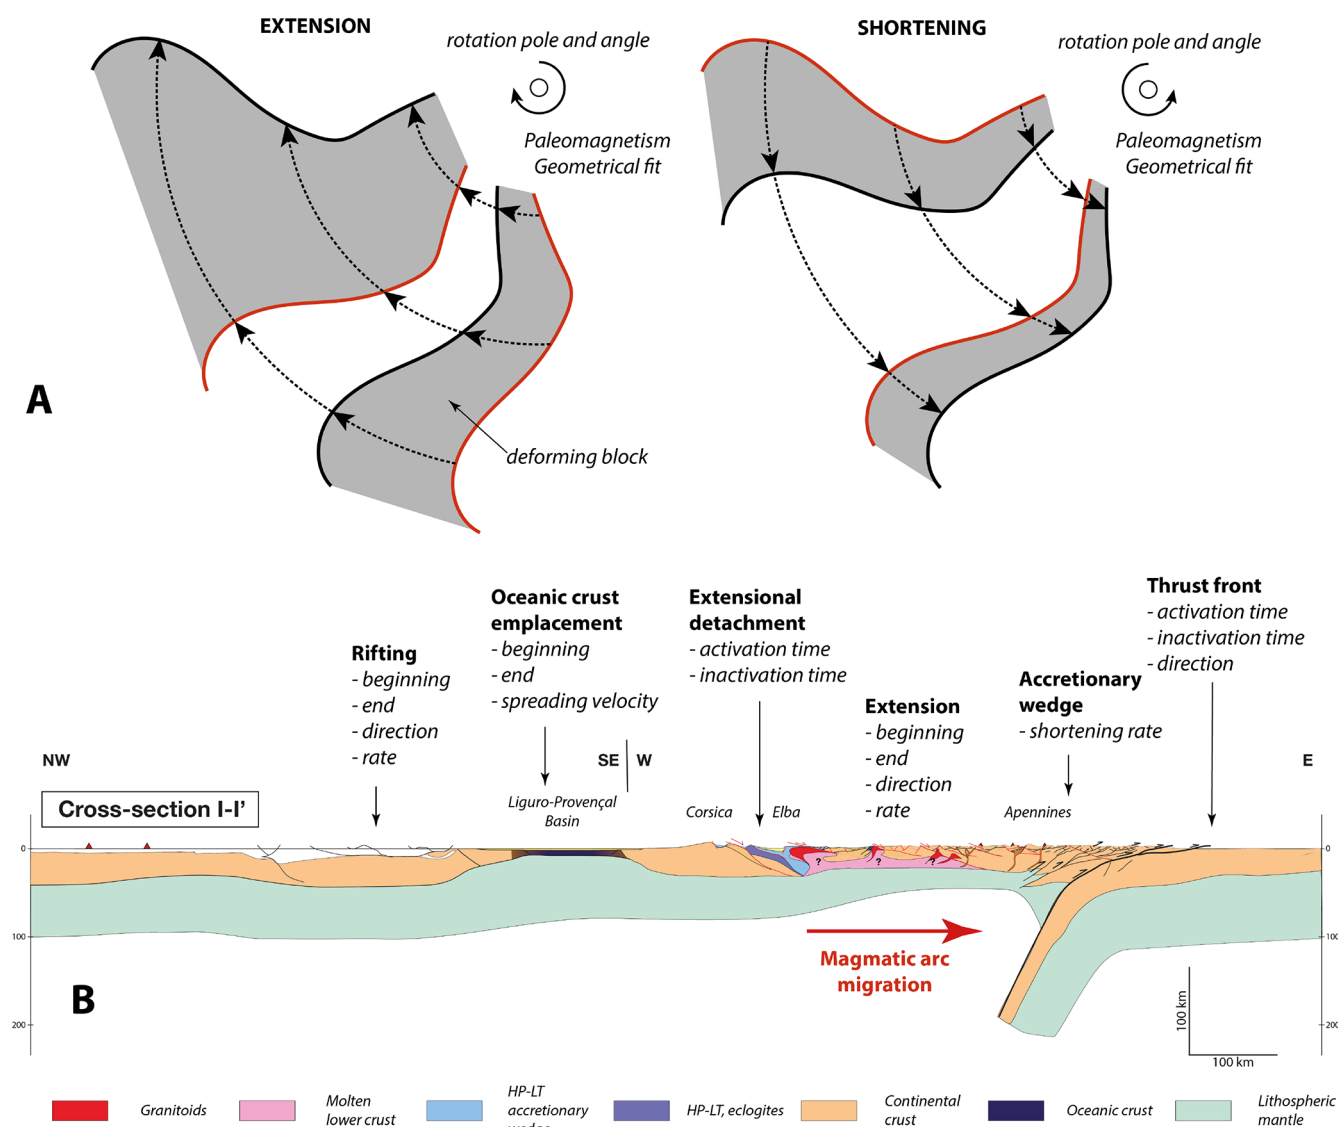 EXTENSION
rotation pole and angle
Paleomagnetism
Geometrical fit
SHORTENING
rotation pole and angle
Paleomagnetism
Geometrical fit
A
deforming block
Rifting
- beginning
- end
- direction
- rate
Oceanic crust
emplacement
- beginning
- end
- spreading velocity
Extensional
detachment
- activation time
- inactivation time
Extension
- beginning
- end
- direction
- rate
Accretionary
wedge
- shortening rate
Thrust front
- activation time
- inactivation time
- direction
NW
SE
W
E
Cross-section I-I'
Liguro-Provençal
Basin
Corsica
Elba
Apennines
0
100
200
0
100
200
? ? ?
Magmatic arc
migration
B
100 km
100 km
Granitoids
Molten
lower crust
HP-LT
accretionary
wedge
HP-LT, eclogites
Continental
crust
Oceanic crust
Lithospheric
mantle